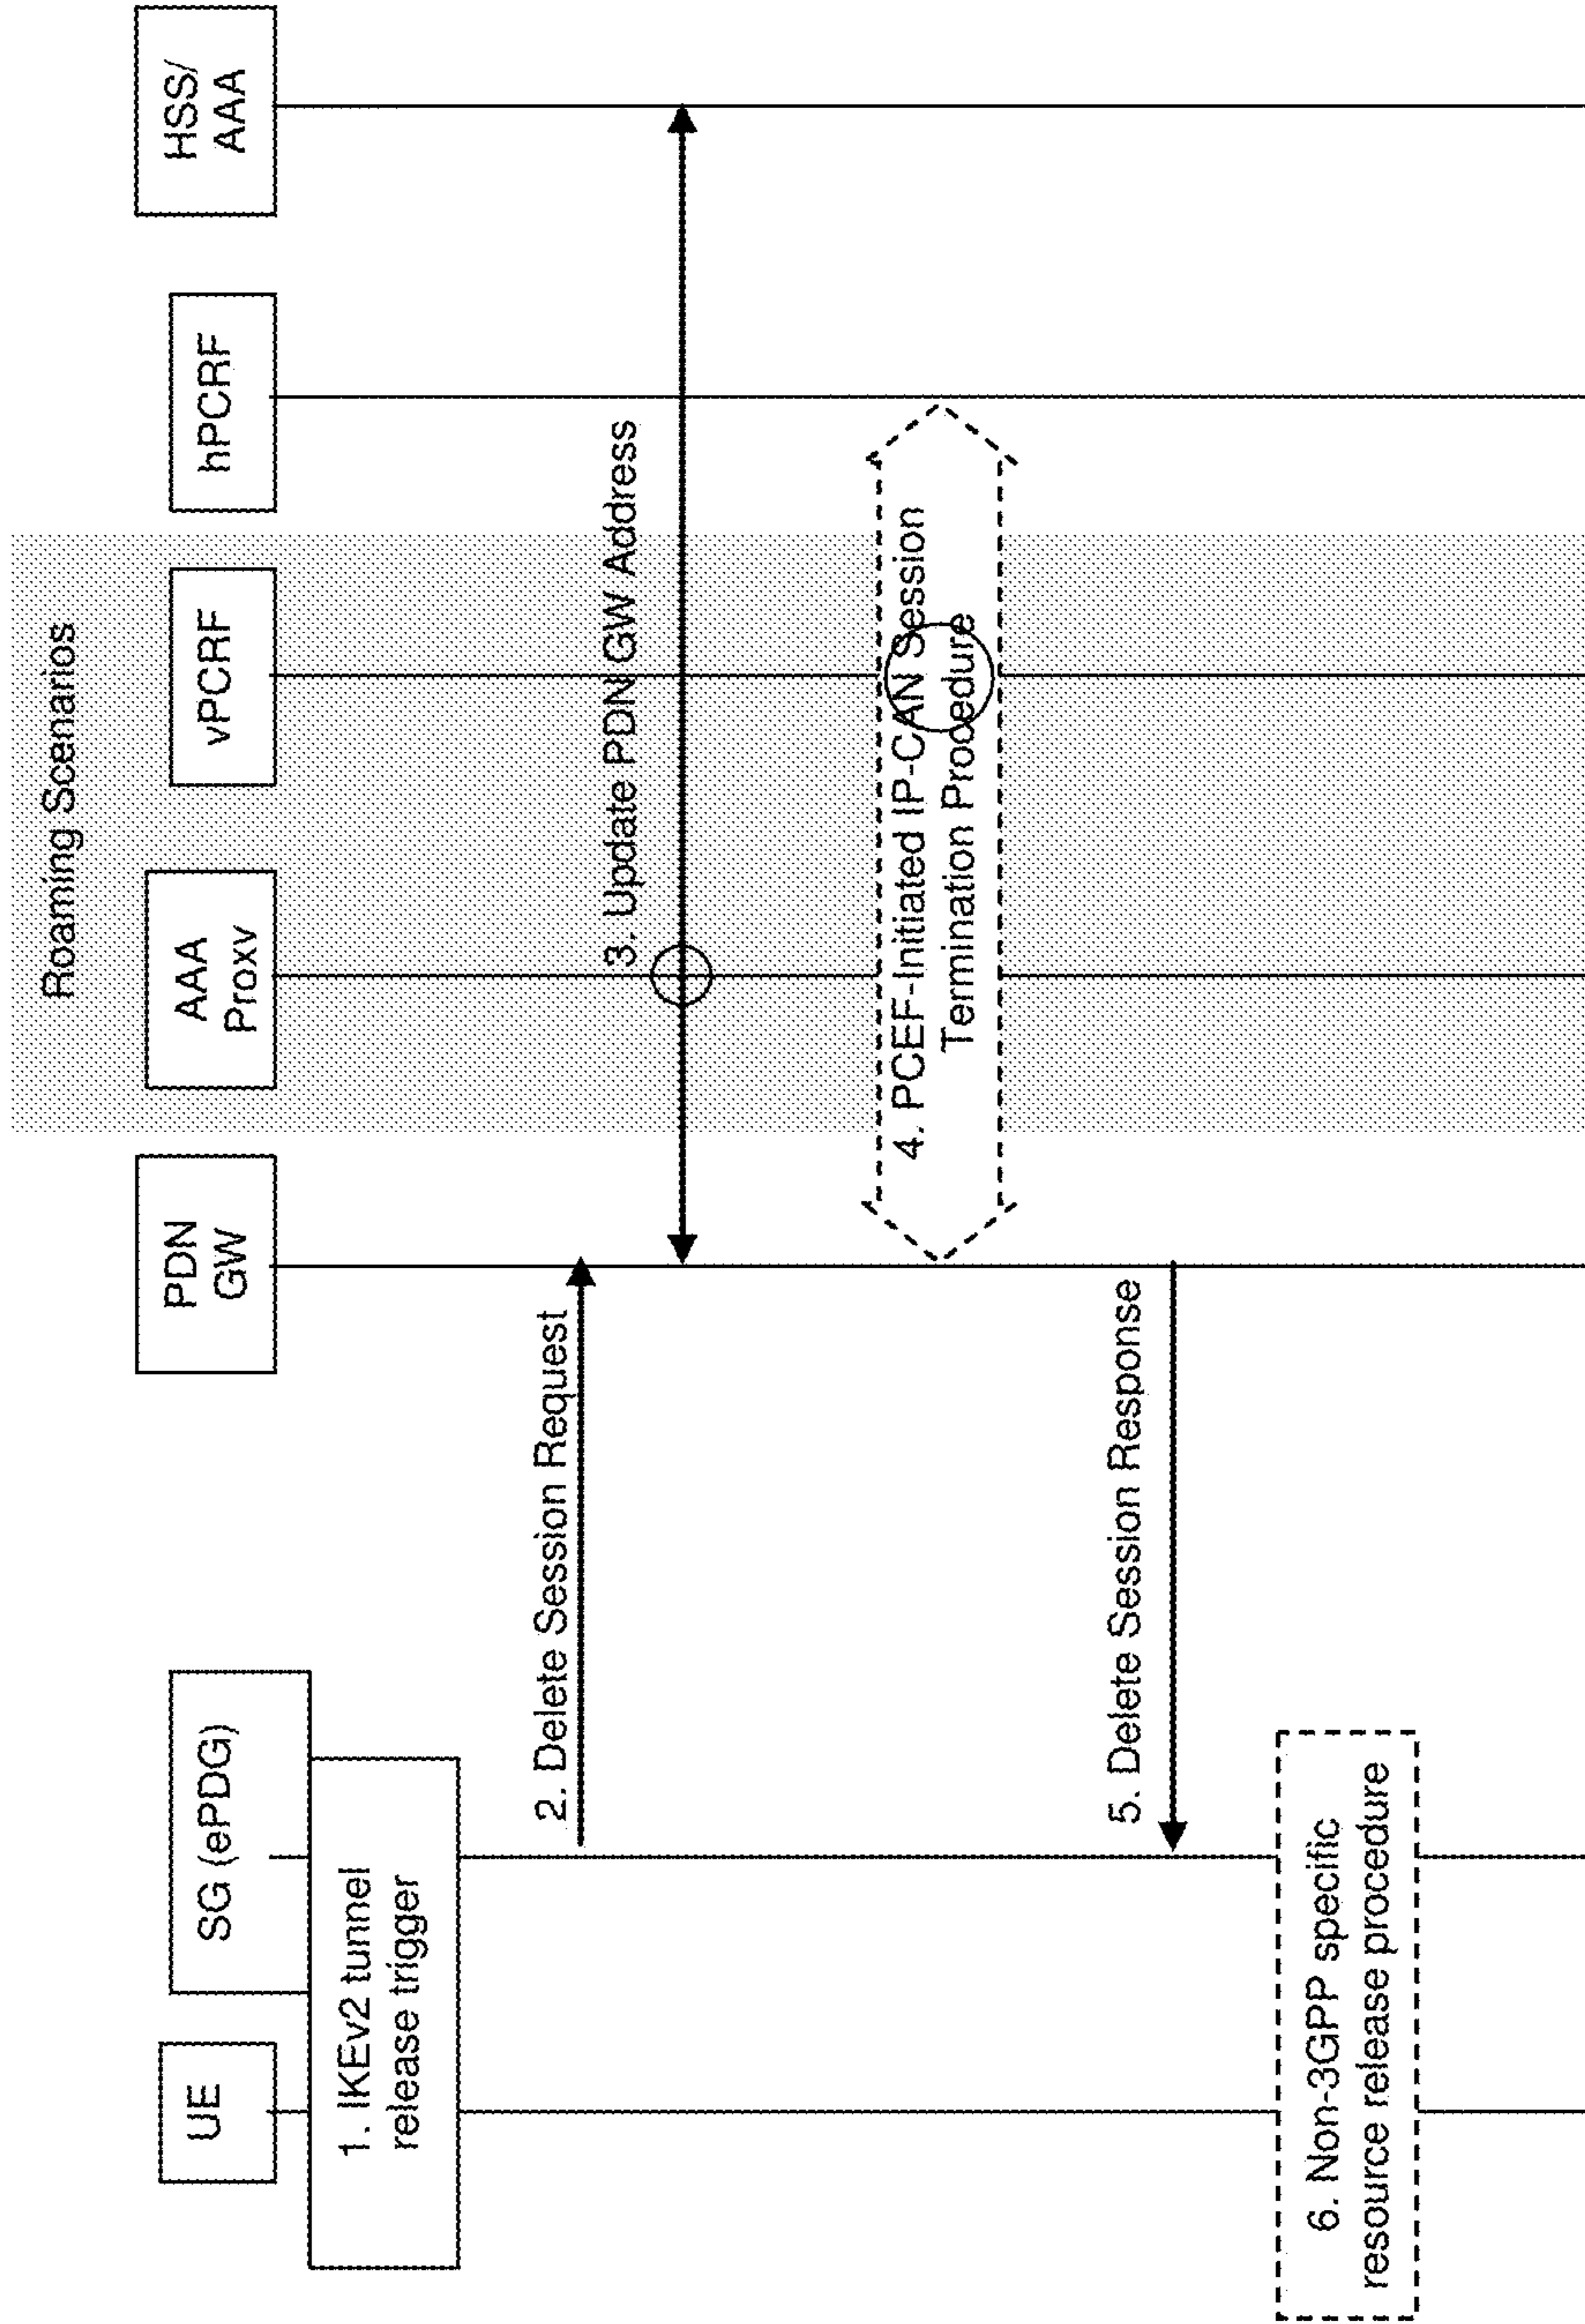 Roaming Scenarios
UE
SG (ePDG)
PDN
GW
AAA
Proxv
vPCRF
hPCRF
HSS/
AAA
1. IKEv2 tunnel
release trigger
2. Delete Session Request
3. Update PDN GW Address
4. PCEF-Initiated IP-CAN Session
Termination Procedure
5. Delete Session Response
6. Non-3GPP specific
resource release procedure